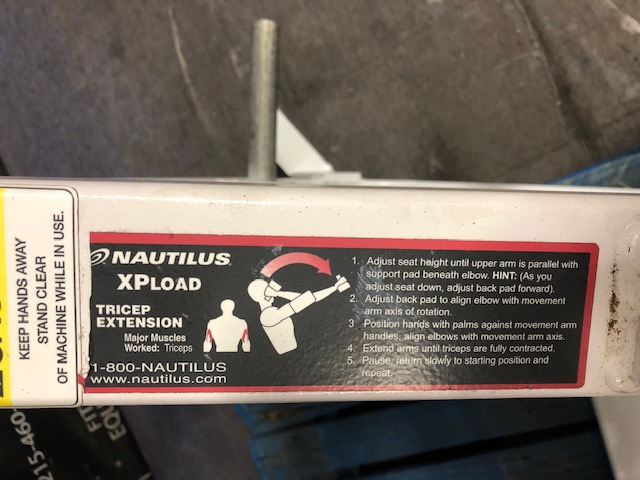 KEEP HANDS AWAY
STAND CLEAR
OF MACHINE WHILE IN USE.
NAUTILUS
XPLOAD
TRICEP
EXTENSION
Major Muscles
Worked: Triceps
1-800-NAUTILUS
www.nautilus.com
1. Adjust seat height until upper arm is parallel with
support pad beneath elbow. HINT: (As you
adjust seat down, adjust back pad forward).
2. Adjust back pad to align elbow with movement
arm axis of rotation.
3 Position hands with palms against movement arm
handles; align elbows with movement arm axis.
4. Extend arms until triceps are fully contracted.
5. Pause, return slowly to starting position and
repeat.
215-460